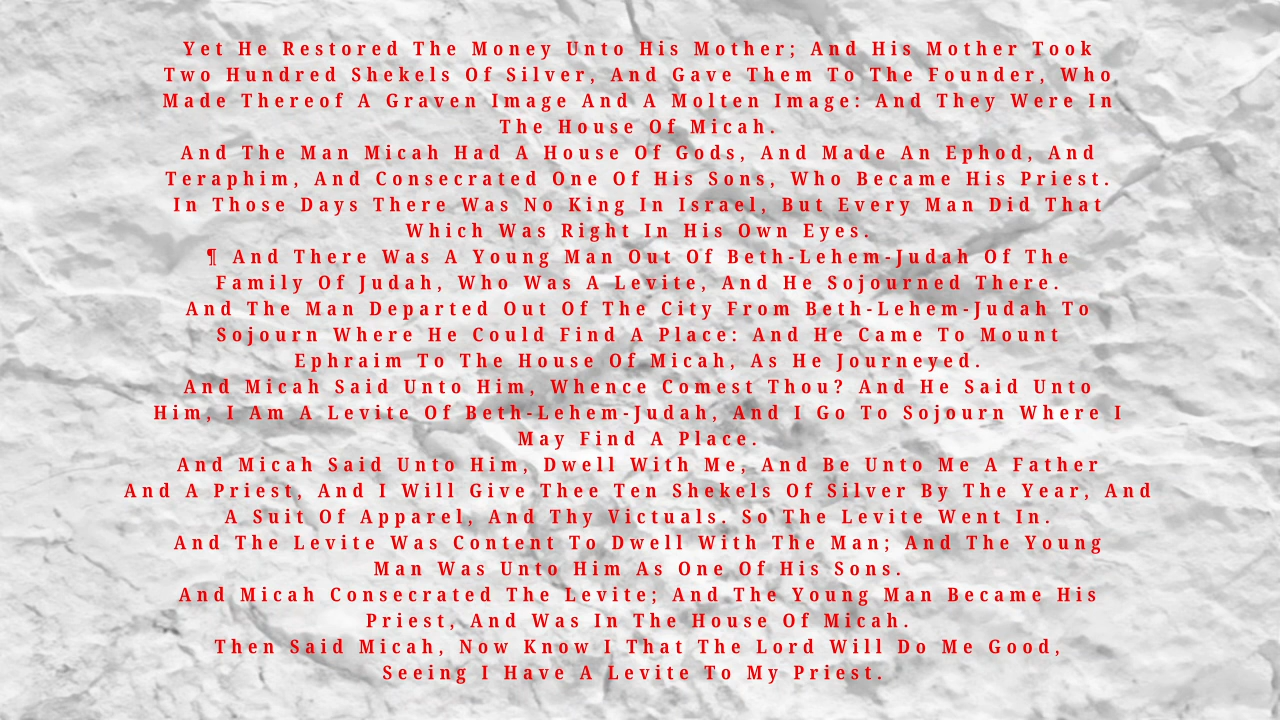 Yet He Restored The Money Unto His Mother; And His Mother Took
Two Hundred Shekels Of Silver, And Gave Them To The Founder, Who
Made Thereof A Graven Image And A Molten Image: And They Were In
The House Of Micah.
And The Man Micah Had A House Of Gods, And Made An Ephod, And
Teraphim, And Consecrated One Of His Sons, Who Became His Priest.
In Those Days There Was No King In Israel, But Every Man Did That
Which Was Right In His Own Eyes.
¶ And There Was A Young Man Out Of Beth-Lehem-Judah Of The
Family Of Judah, Who Was A Levite, And He Sojourned There.
And The Man Departed Out Of The City From Beth-Lehem-Judah To
Sojourn Where He Could Find A Place: And He Came To Mount
Ephraim To The House Of Micah, As He Journeyed.
And Micah Said Unto Him, Whence Comest Thou? And He Said Unto
Him, I Am A Levite Of Beth-Lehem-Judah, And I Go To Sojourn Where I
May Find A Place.
And Micah Said Unto Him, Dwell With Me, And Be Unto Me A Father
And A Priest, And I Will Give Thee Ten Shekels Of Silver By The Year, And
A Suit Of Apparel, And Thy Victuals. So The Levite Went In.
And The Levite Was Content To Dwell With The Man; And The Young
Man Was Unto Him As One Of His Sons.
And Micah Consecrated The Levite; And The Young Man Became His
Priest, And Was In The House Of Micah.
Then Said Micah, Now Know I That The Lord Will Do Me Good,
Seeing I Have A Levite To My Priest.